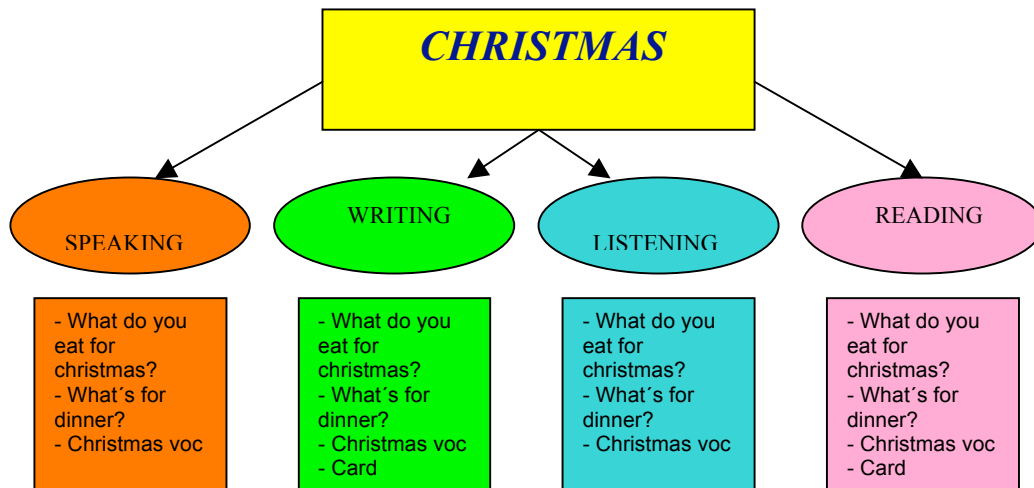 CHRISTMAS
SPEAKING
WRITING
LISTENING
READING
- What do you
eat for
christmas?
- What´s for
dinner?
- Christmas voc
- What do you
eat for
christmas?
- What´s for
dinner?
- Christmas voc
- Card
- What do you
eat for
christmas?
- What´s for
dinner?
- Christmas voc
- What do you
eat for
christmas?
- What´s for
dinner?
- Christmas voc
- Card